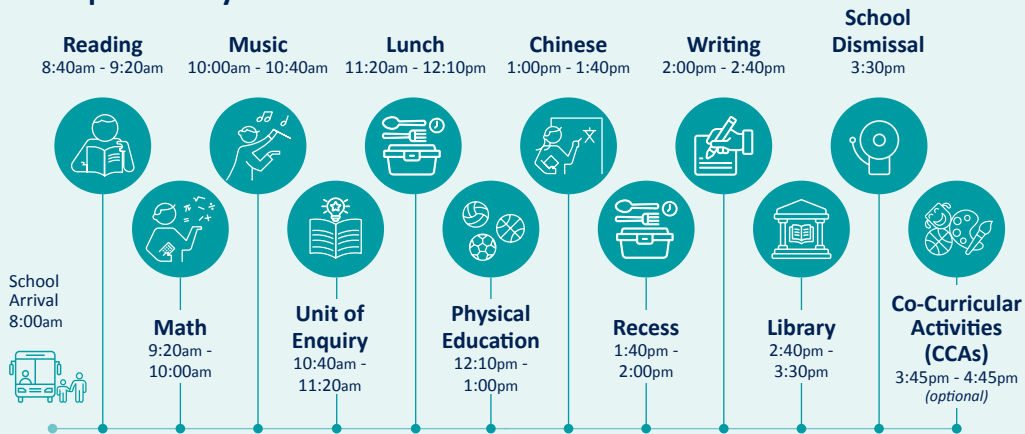 Reading
8:40am - 9:20am
Music
10:00am - 10:40am
Lunch
11:20am - 12:10pm
Chinese
1:00pm - 1:40pm
Writing
2:00pm - 2:40pm
School
Dismissal
3:30pm
School
Arrival
8:00am
Math
9:20am -
10:00am
Unit of
Enquiry
10:40am -
11:20am
Physical
Education
12:10pm -
1:00pm
Recess
1:40pm -
2:00pm
Library
2:40pm -
3:30pm
Co-Curricular
Activities
(CCAs)
3:45pm - 4:45pm
(optional)